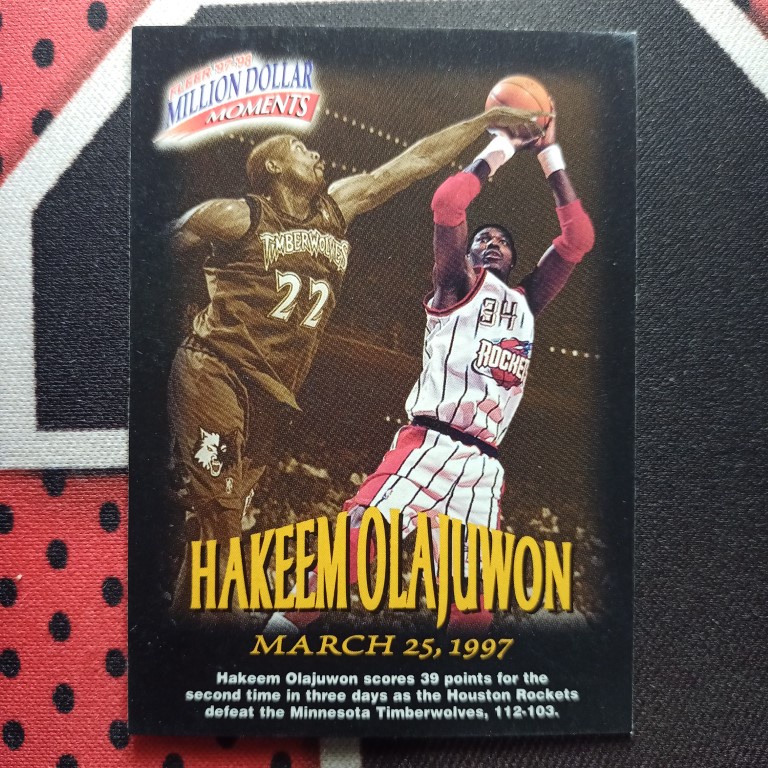 FLEER '97-'98
MILLION DOLLAR
MOMENTS
TIMBERWOLVES
22
34
ROCKETS
HAKEEM OLAJUWON
MARCH 25, 1997
Hakeem Olajuwon scores 39 points for the
second time in three days as the Houston Rockets
defeat the Minnesota Timberwolves, 112-103.